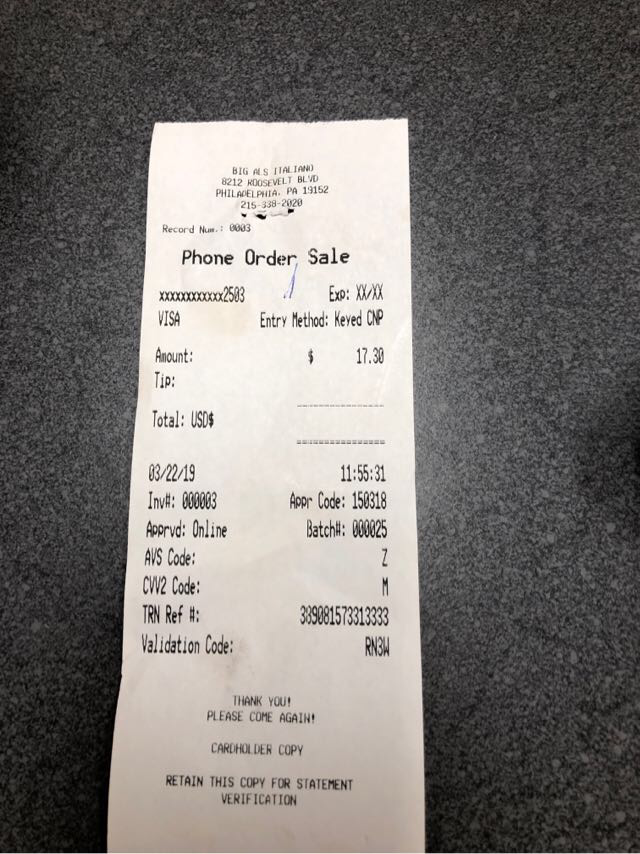 BIG ALS ITALIANO
8212 ROOSEVELT BLVD
PHILADELPHIA, PA 19152
215-338-2020
Record Num.: 0003
Phone Order Sale
xxxxxxxxxxxx2503 Exp: XX/XX
VISA Entry Method: Keyed CNP
Amount: $ 17.30
Tip:
Total: USD$
03/22/19 11:55:31
Inv#: 000003 Appr Code: 150318
Apprvd: Online Batch#: 000025
AVS Code: Z
CVV2 Code: M
TRN Ref #: 389081573313333
Validation Code: RN3W
THANK YOU!
PLEASE COME AGAIN!
CARDHOLDER COPY
RETAIN THIS COPY FOR STATEMENT
VERIFICATION